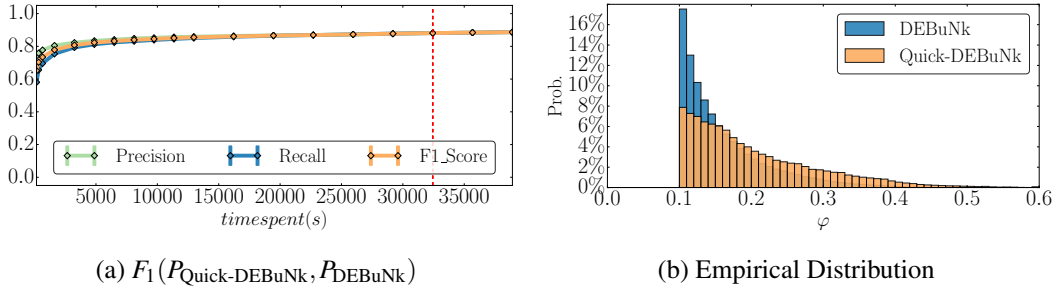 1.0
0.8
0.6
0.4
0.2
0.0
Precision Recall F1_Score
5000 10000 15000 20000 25000 30000 35000
timespent(s)
(a) F1(PQuick-DEBuNk, PDEBuNk)
16%
14%
12%
10%
8%
6%
4%
2%
0%
Prob.
DEBuNk
Quick-DEBuNk
0.0 0.1 0.2 0.3 0.4 0.5 0.6
φ
(b) Empirical Distribution